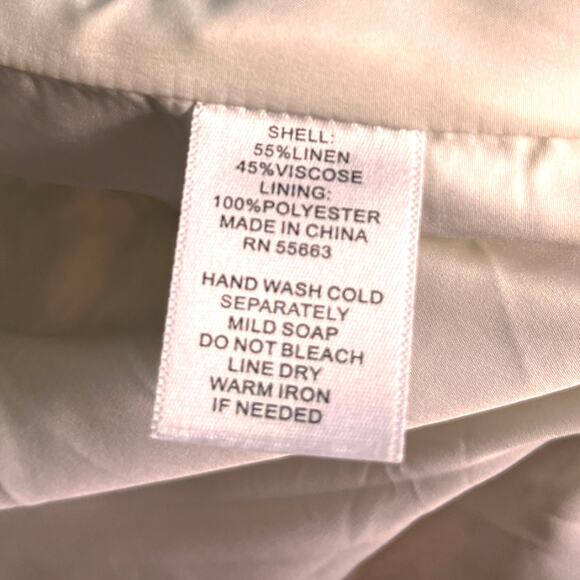 SHELL:
55%LINEN
45%VISCOSE
LINING:
100%POLYESTER
MADE IN CHINA
RN 55663
HAND WASH COLD
SEPARATELY
MILD SOAP
DO NOT BLEACH
LINE DRY
WARM IRON
IF NEEDED